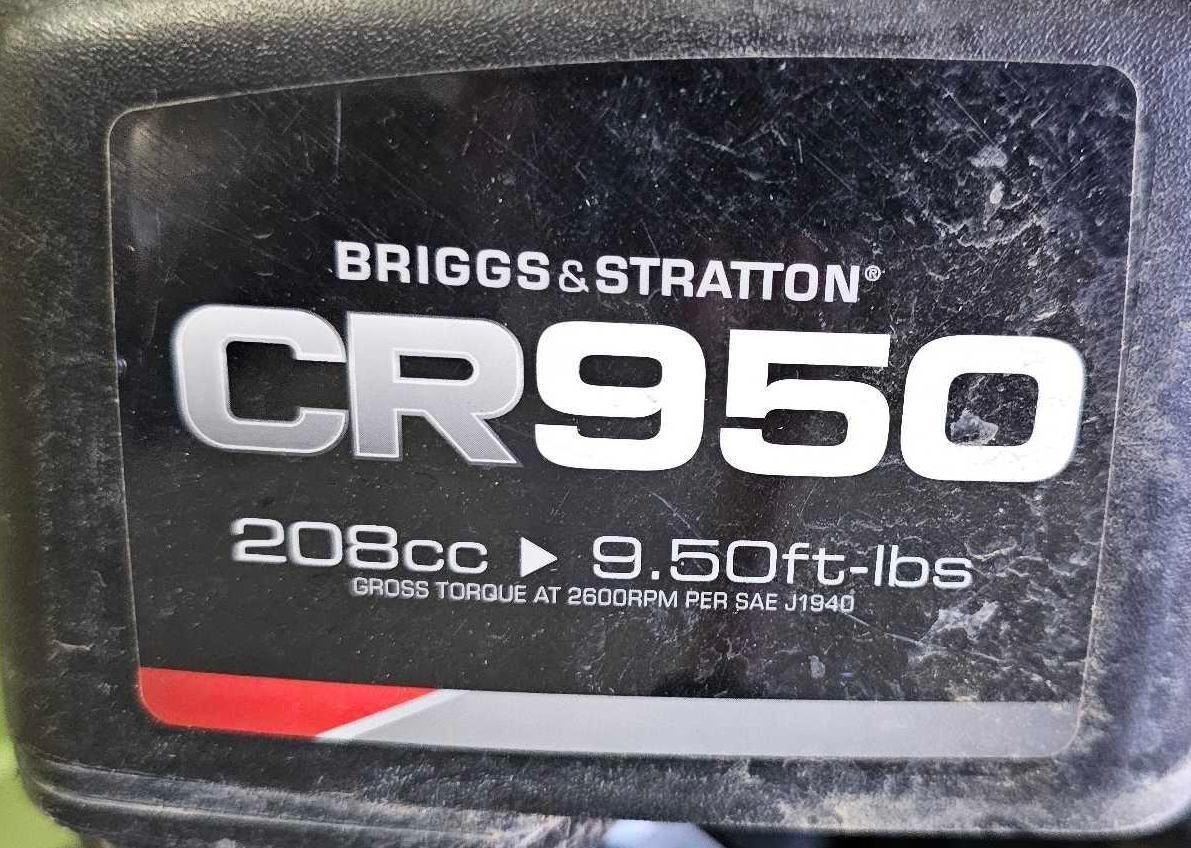 BRIGGS & STRATTON®
CR950
208cc ▶ 9.50ft-lbs
GROSS TORQUE AT 2600RPM PER SAE J1940